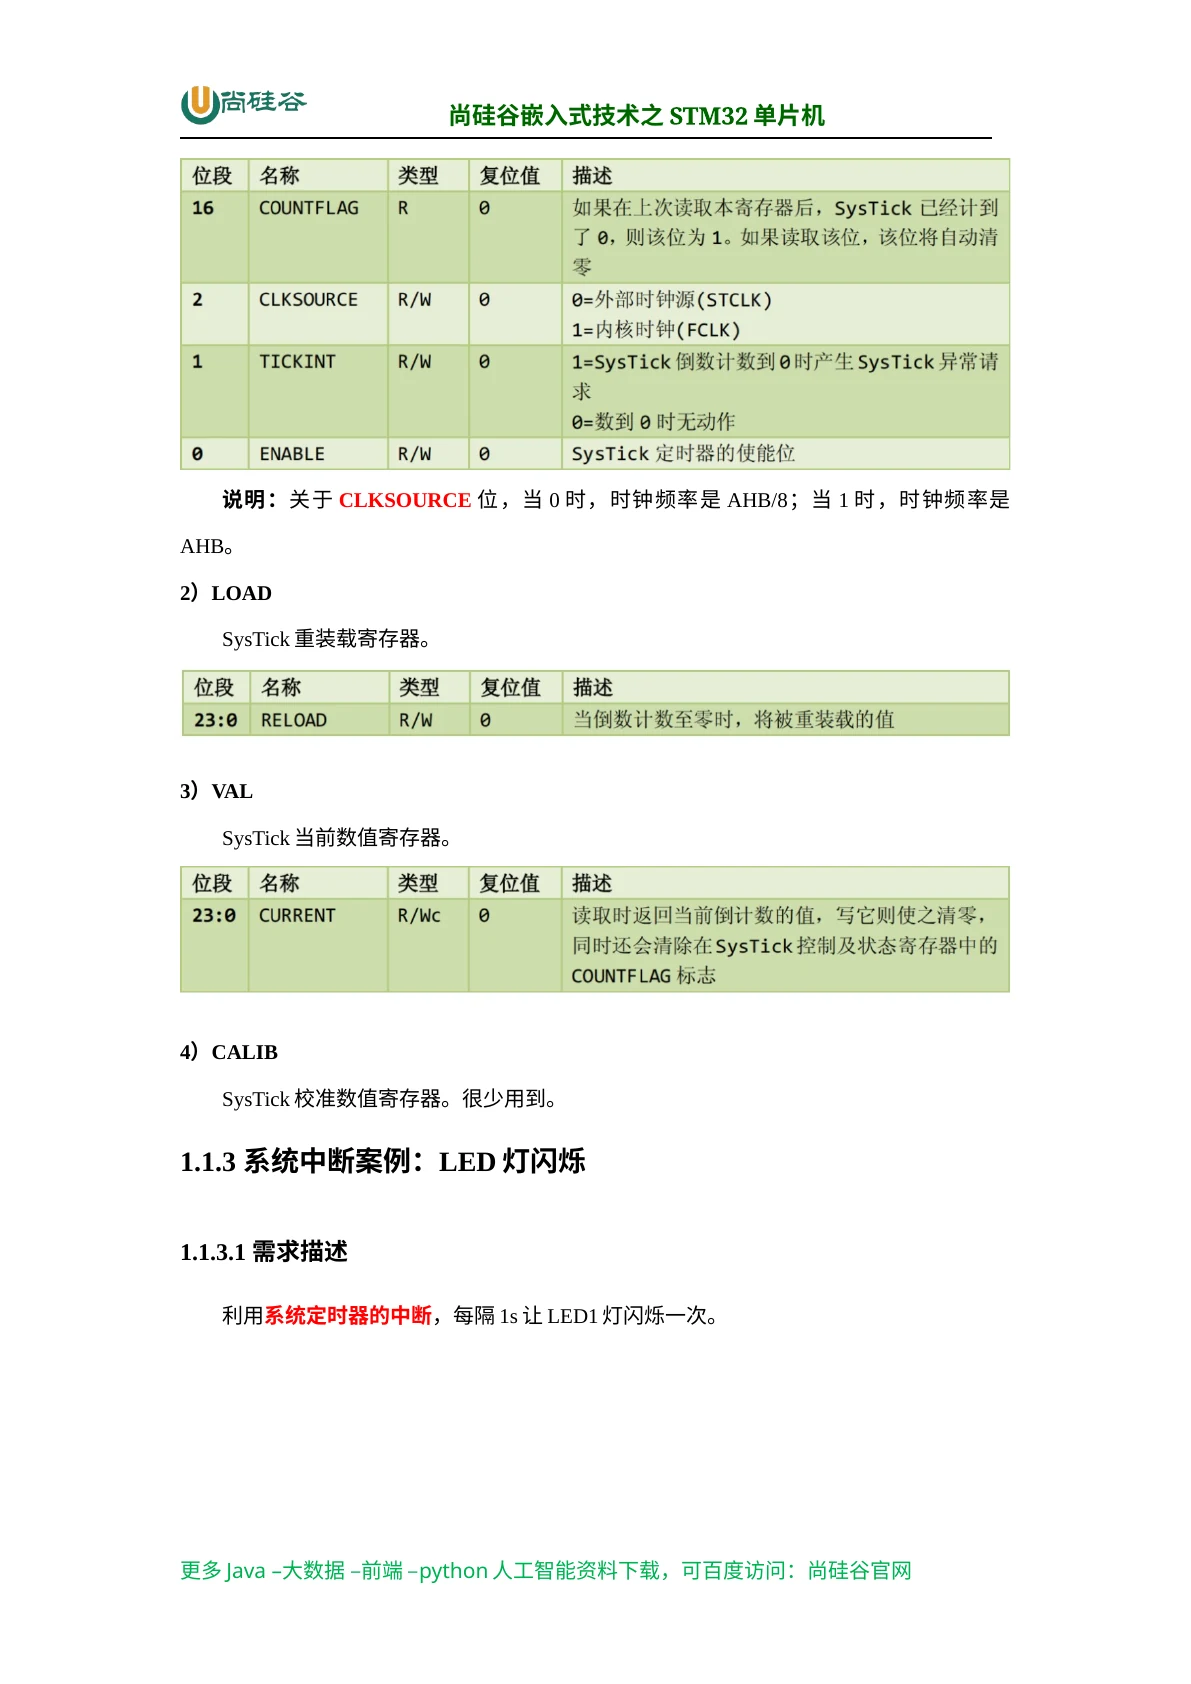 尚硅谷
尚硅谷嵌入式技术之 STM32 单片机
位段 名称 类型 复位值 描述
16 COUNTFLAG R 0 如果在上次读取本寄存器后，SysTick 已经计到
了 0，则该位为 1。如果读取该位，该位将自动清
零
2 CLKSOURCE R/W 0 0=外部时钟源(STCLK)
1=内核时钟(FCLK)
1 TICKINT R/W 0 1=SysTick 倒数计数到 0 时产生 SysTick 异常请
求
0=数到 0 时无动作
0 ENABLE R/W 0 SysTick 定时器的使能位
说明：关于 CLKSOURCE 位，当 0 时，时钟频率是 AHB/8；当 1 时，时钟频率是
AHB。
2）LOAD
SysTick 重装载寄存器。
位段 名称 类型 复位值 描述
23:0 RELOAD R/W 0 当倒数计数至零时，将被重装载的值
3）VAL
SysTick 当前数值寄存器。
位段 名称 类型 复位值 描述
23:0 CURRENT R/Wc 0 读取时返回当前倒计数的值，写它则使之清零，
同时还会清除在 SysTick 控制及状态寄存器中的
COUNTFLAG 标志
4）CALIB
SysTick 校准数值寄存器。很少用到。
1.1.3 系统中断案例：LED 灯闪烁
1.1.3.1 需求描述
利用系统定时器的中断，每隔 1s 让 LED1 灯闪烁一次。
更多 Java –大数据 –前端 –python 人工智能资料下载，可百度访问：尚硅谷官网